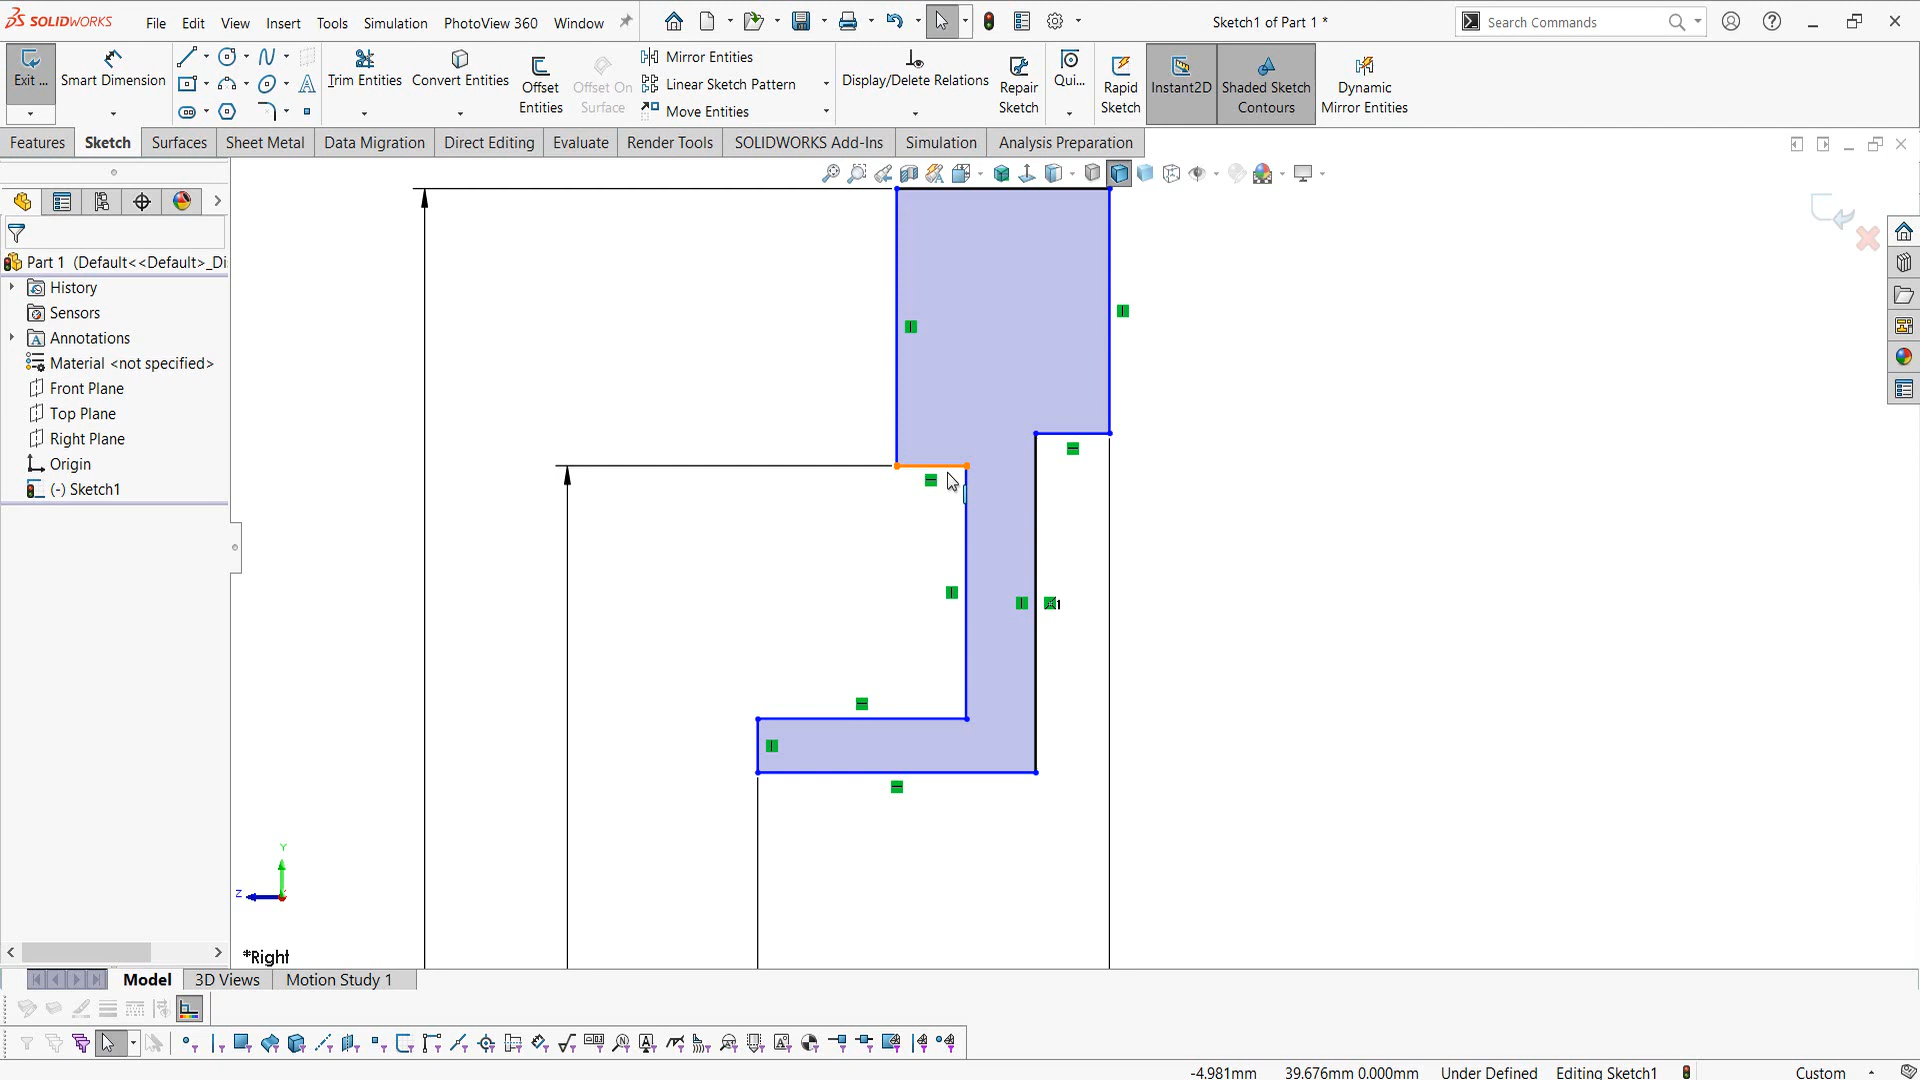 SOLIDWORKS
File Edit View Insert Tools Simulation PhotoView 360 Window
Sketch1 of Part 1 *
Search Commands
Exit ...
Smart Dimension
Trim Entities
Convert Entities
Offset Entities
Offset On Surface
Mirror Entities
Linear Sketch Pattern
Move Entities
Display/Delete Relations
Repair Sketch
Qui...
Rapid Sketch
Instant2D
Shaded Sketch Contours
Dynamic Mirror Entities
Features Sketch Surfaces Sheet Metal Data Migration Direct Editing Evaluate Render Tools SOLIDWORKS Add-Ins Simulation Analysis Preparation
Part 1 (Default<<Default>_Di
History
Sensors
Annotations
Material <not specified>
Front Plane
Top Plane
Right Plane
Origin
(-) Sketch1
1
Y
Z
*Right
Model 3D Views Motion Study 1
-4.981mm 39.676mm 0.000mm Under Defined Editing Sketch1 Custom